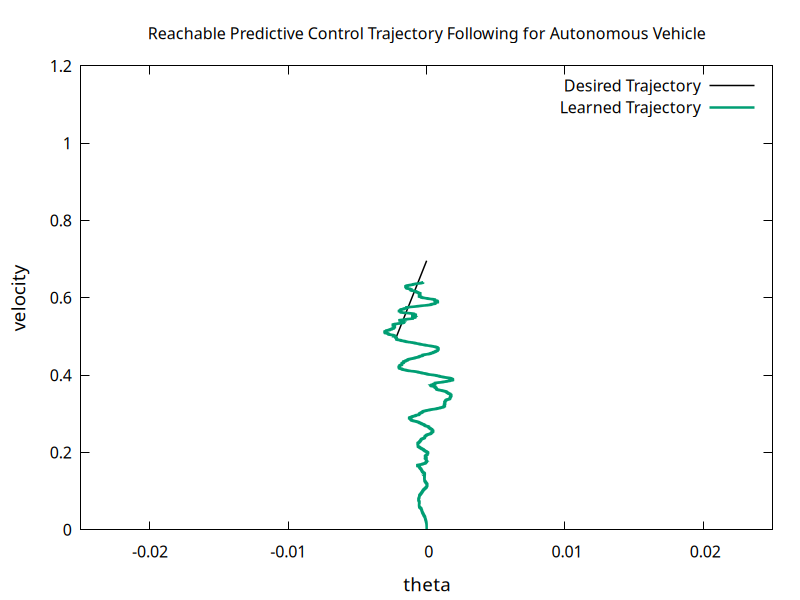 Reachable Predictive Control Trajectory Following for Autonomous Vehicle
Desired Trajectory
Learned Trajectory
1.2
1
0.8
0.6
0.4
0.2
0
velocity
-0.02 -0.01 0 0.01 0.02
theta